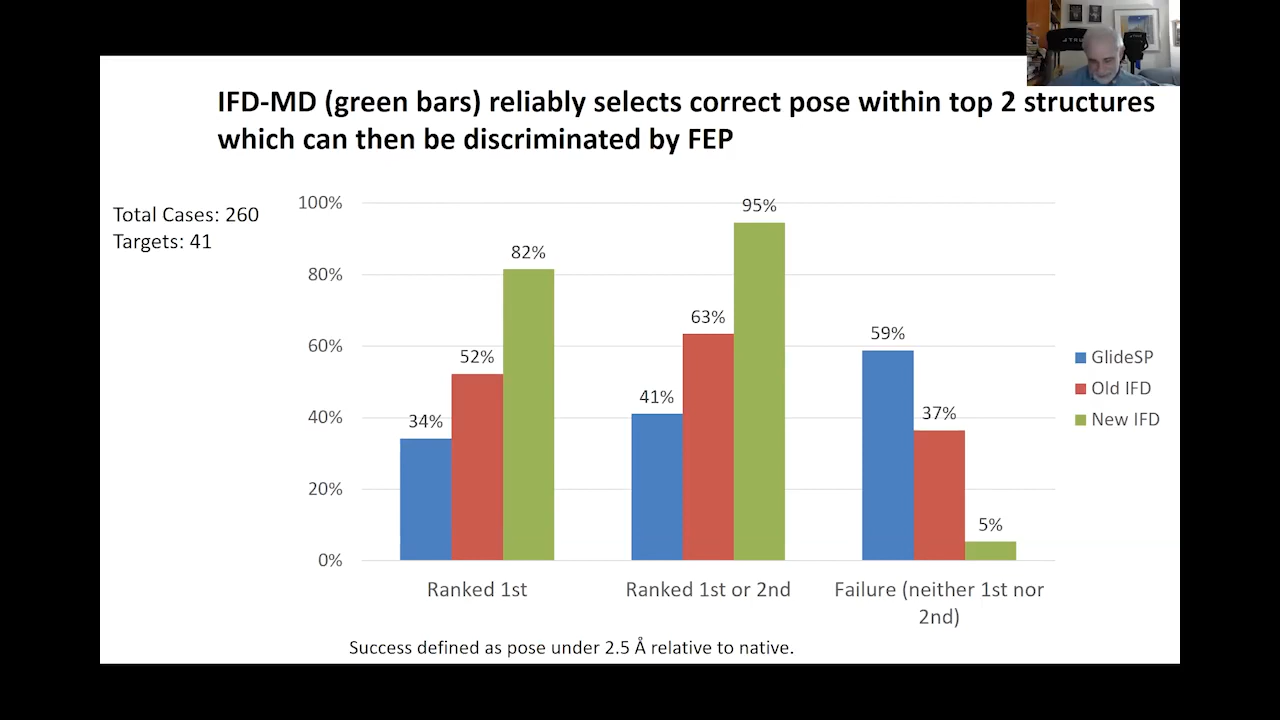 IFD-MD (green bars) reliably selects correct pose within top 2 structures
which can then be discriminated by FEP
Total Cases: 260
Targets: 41
100%
80%
60%
40%
20%
0%
34%
52%
82%
41%
63%
95%
59%
37%
5%
Ranked 1st
Ranked 1st or 2nd
Failure (neither 1st nor
2nd)
GlideSP
Old IFD
New IFD
Success defined as pose under 2.5 Å relative to native.